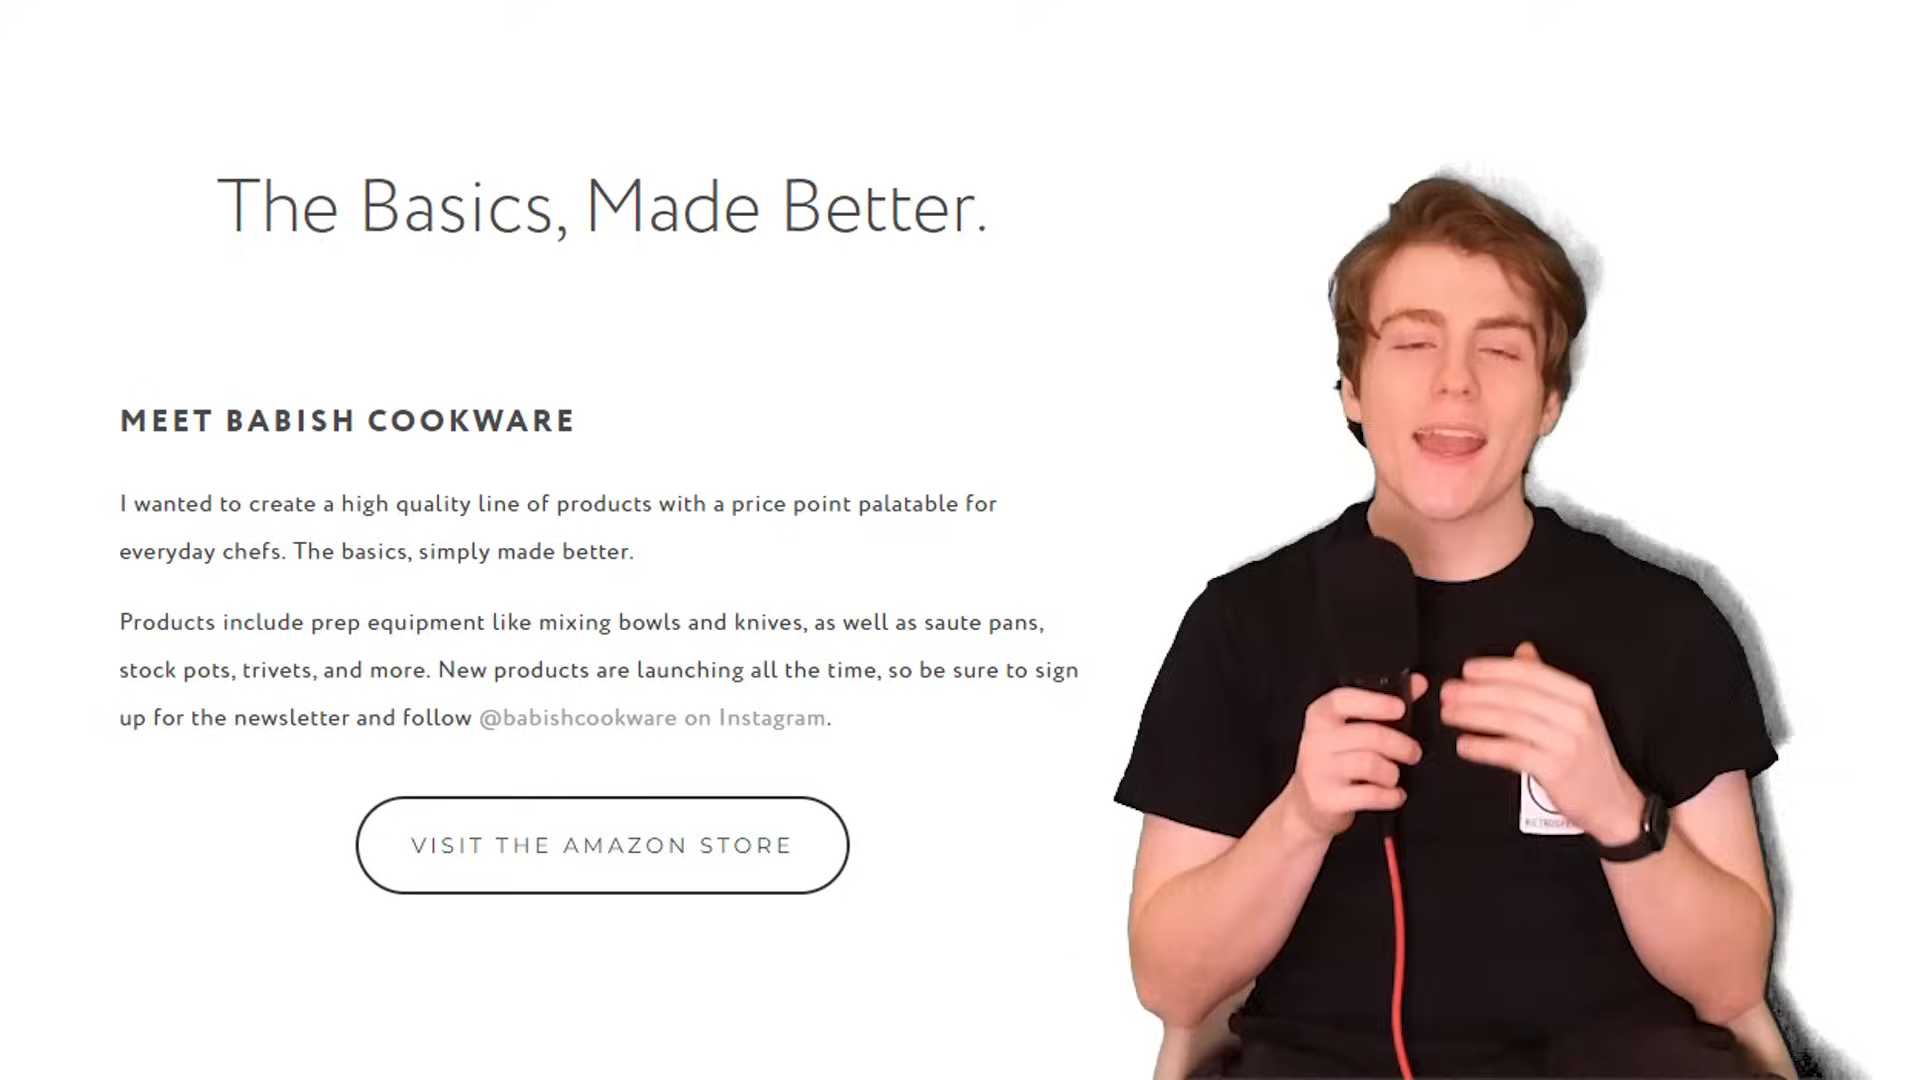 The Basics, Made Better.
MEET BABISH COOKWARE
I wanted to create a high quality line of products with a price point palatable for
everyday chefs. The basics, simply made better.
Products include prep equipment like mixing bowls and knives, as well as saute pans,
stock pots, trivets, and more. New products are launching all the time, so be sure to sign
up for the newsletter and follow @babishcookware on Instagram.
VISIT THE AMAZON STORE